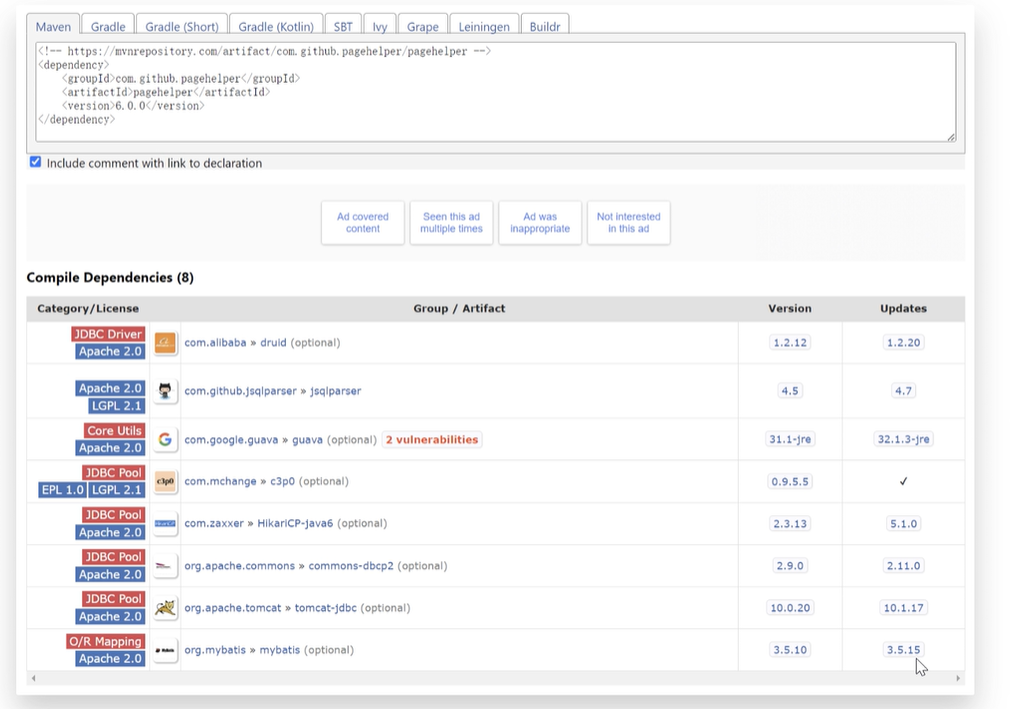 Maven Gradle Gradle (Short) Gradle (Kotlin) SBT Ivy Grape Leiningen Buildr
<!-- https://mvnrepository.com/artifact/com.github.pagehelper/pagehelper -->
<dependency>
<groupId>com.github.pagehelper</groupId>
<artifactId>pagehelper</artifactId>
<version>6.0.0</version>
</dependency>
Include comment with link to declaration
Ad covered content
Seen this ad multiple times
Ad was inappropriate
Not interested in this ad
Compile Dependencies (8)
Category/License Group / Artifact Version Updates
JDBC Driver
Apache 2.0
com.alibaba » druid (optional) 1.2.12 1.2.20
Apache 2.0
LGPL 2.1
com.github.jsqlparser » jsqlparser 4.5 4.7
Core Utils
Apache 2.0
G com.google.guava » guava (optional) 2 vulnerabilities 31.1-jre 32.1.3-jre
JDBC Pool
EPL 1.0 LGPL 2.1
c3p0 com.mchange » c3p0 (optional) 0.9.5.5 ✓
JDBC Pool
Apache 2.0
com.zaxxer » HikariCP-java6 (optional) 2.3.13 5.1.0
JDBC Pool
Apache 2.0
org.apache.commons » commons-dbcp2 (optional) 2.9.0 2.11.0
JDBC Pool
Apache 2.0
org.apache.tomcat » tomcat-jdbc (optional) 10.0.20 10.1.17
O/R Mapping
Apache 2.0
org.mybatis » mybatis (optional) 3.5.10 3.5.15